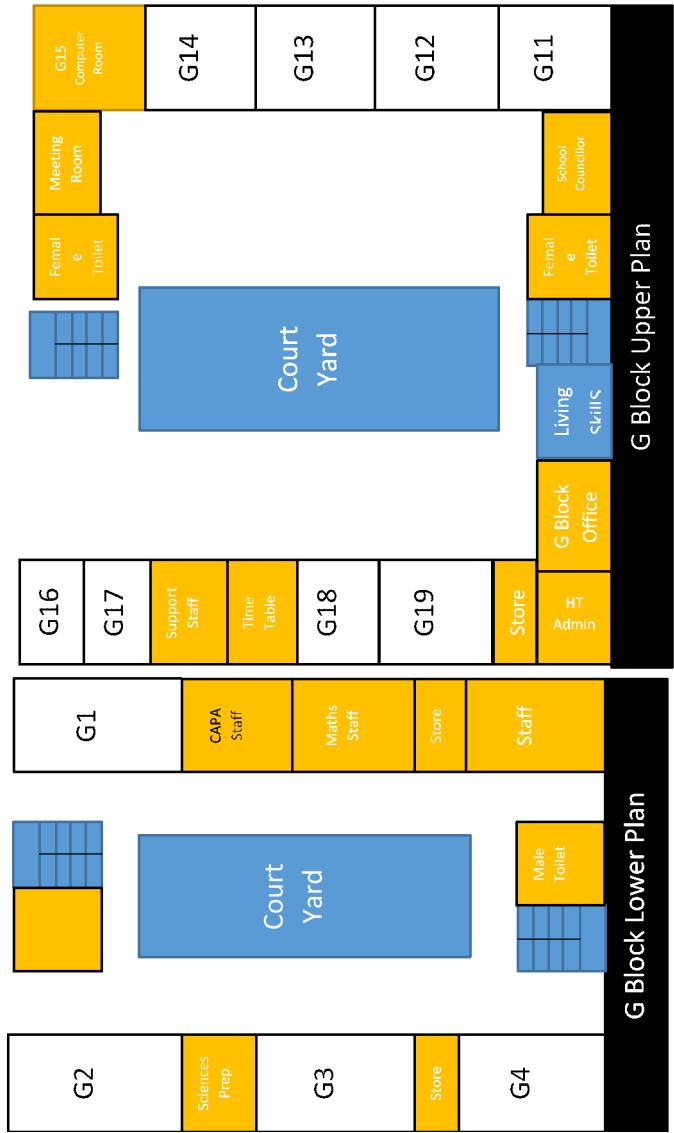 G15
Computer
Room
G14
G13
G12
G11
Meeting
Room
School
Councillor
Femal
e
Toilet
Femal
e
Toilet
Court
Yard
Living
Skills
G Block
Office
G16
G17
Support
Staff
Time
Table
G18
G19
Store
HT
Admin
G Block Upper Plan
G1
CAPA
Staff
Maths
Staff
Store
Staff
Court
Yard
Male
Toilet
G2
Sciences
Prep
G3
Store
G4
G Block Lower Plan